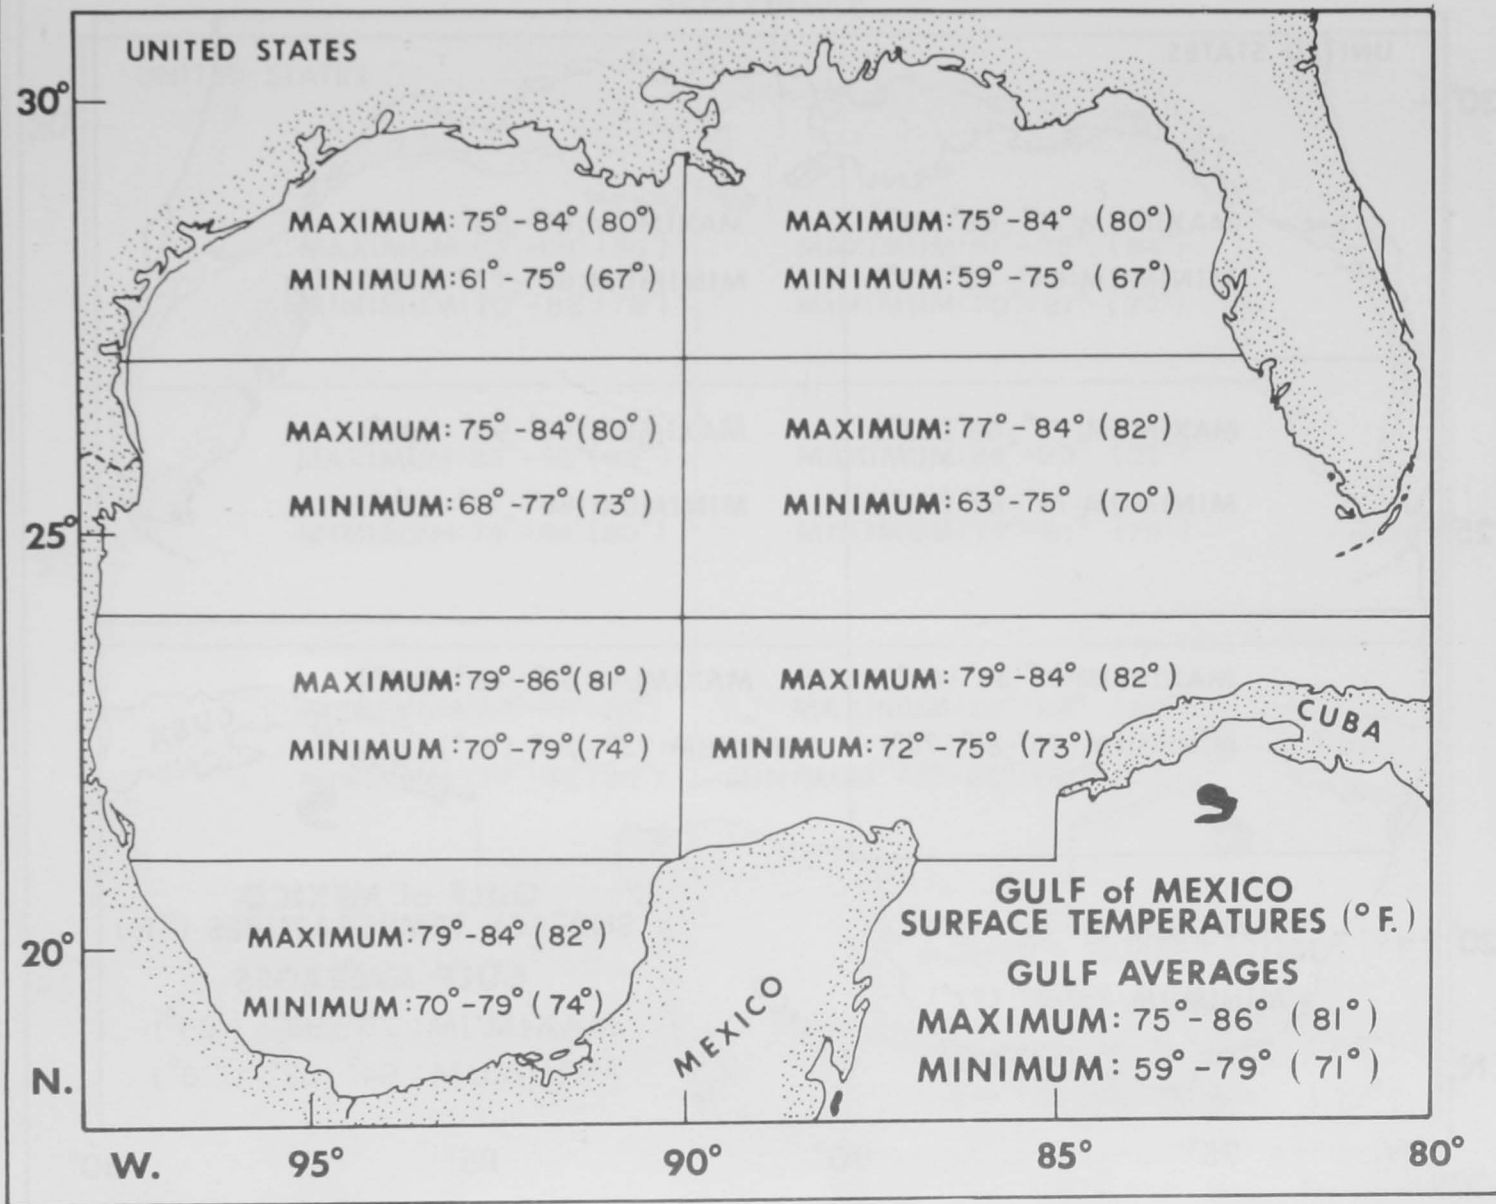 UNITED STATES
30°
MAXIMUM: 75°-84° (80°)
MAXIMUM: 75°-84° (80°)
MINIMUM: 61°-75° (67°)
MINIMUM: 59°-75° (67°)
MAXIMUM: 75°-84° (80°)
MAXIMUM: 77°-84° (82°)
MINIMUM: 68°-77° (73°)
MINIMUM: 63°-75° (70°)
25°
MAXIMUM: 79°-86° (81°)
MAXIMUM: 79°-84° (82°)
CUBA
MINIMUM: 70°-79° (74°)
MINIMUM: 72°-75° (73°)
GULF of MEXICO
SURFACE TEMPERATURES (°F.)
20°
MAXIMUM: 79°-84° (82°)
GULF AVERAGES
MINIMUM: 70°-79° (74°)
MEXICO
MAXIMUM: 75°-86° (81°)
MINIMUM: 59°-79° (71°)
N.
W.
95°
90°
85°
80°